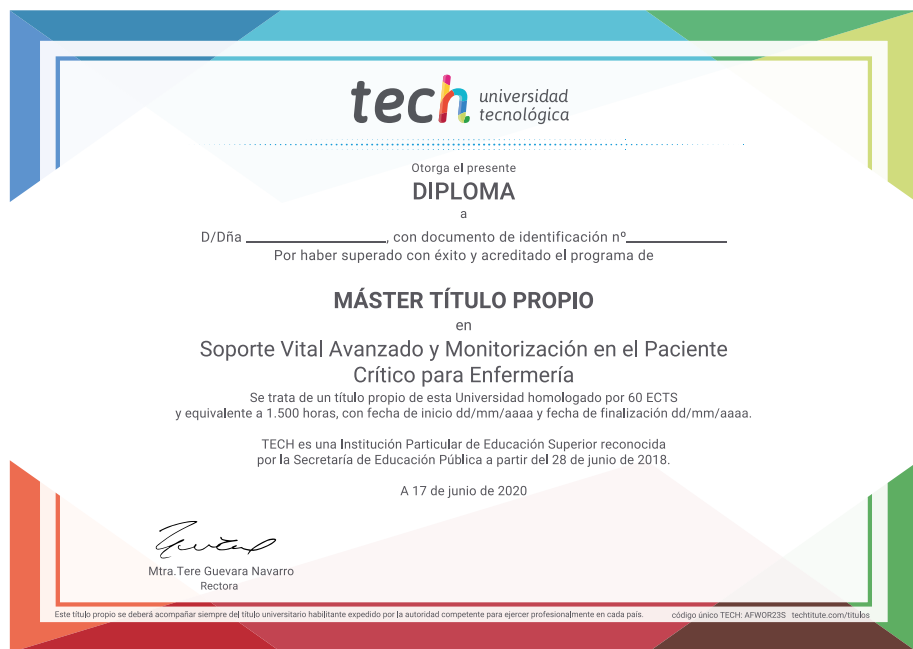 tech universidad
tecnológica
Otorga el presente
DIPLOMA
a
D/Dña ____________, con documento de identificación nº_________
Por haber superado con éxito y acreditado el programa de
MÁSTER TÍTULO PROPIO
en
Soporte Vital Avanzado y Monitorización en el Paciente
Crítico para Enfermería
Se trata de un título propio de esta Universidad homologado por 60 ECTS
y equivalente a 1.500 horas, con fecha de inicio dd/mm/aaaa y fecha de finalización dd/mm/aaaa.
TECH es una Institución Particular de Educación Superior reconocida
por la Secretaría de Educación Pública a partir del 28 de junio de 2018.
A 17 de junio de 2020
Mtra.Tere Guevara Navarro
Rectora
Este título propio se deberá acompañar siempre del título universitario habilitante expedido por la autoridad competente para ejercer profesionalmente en cada país. código único TECH: AFWOR23S techtitute.com/titulos